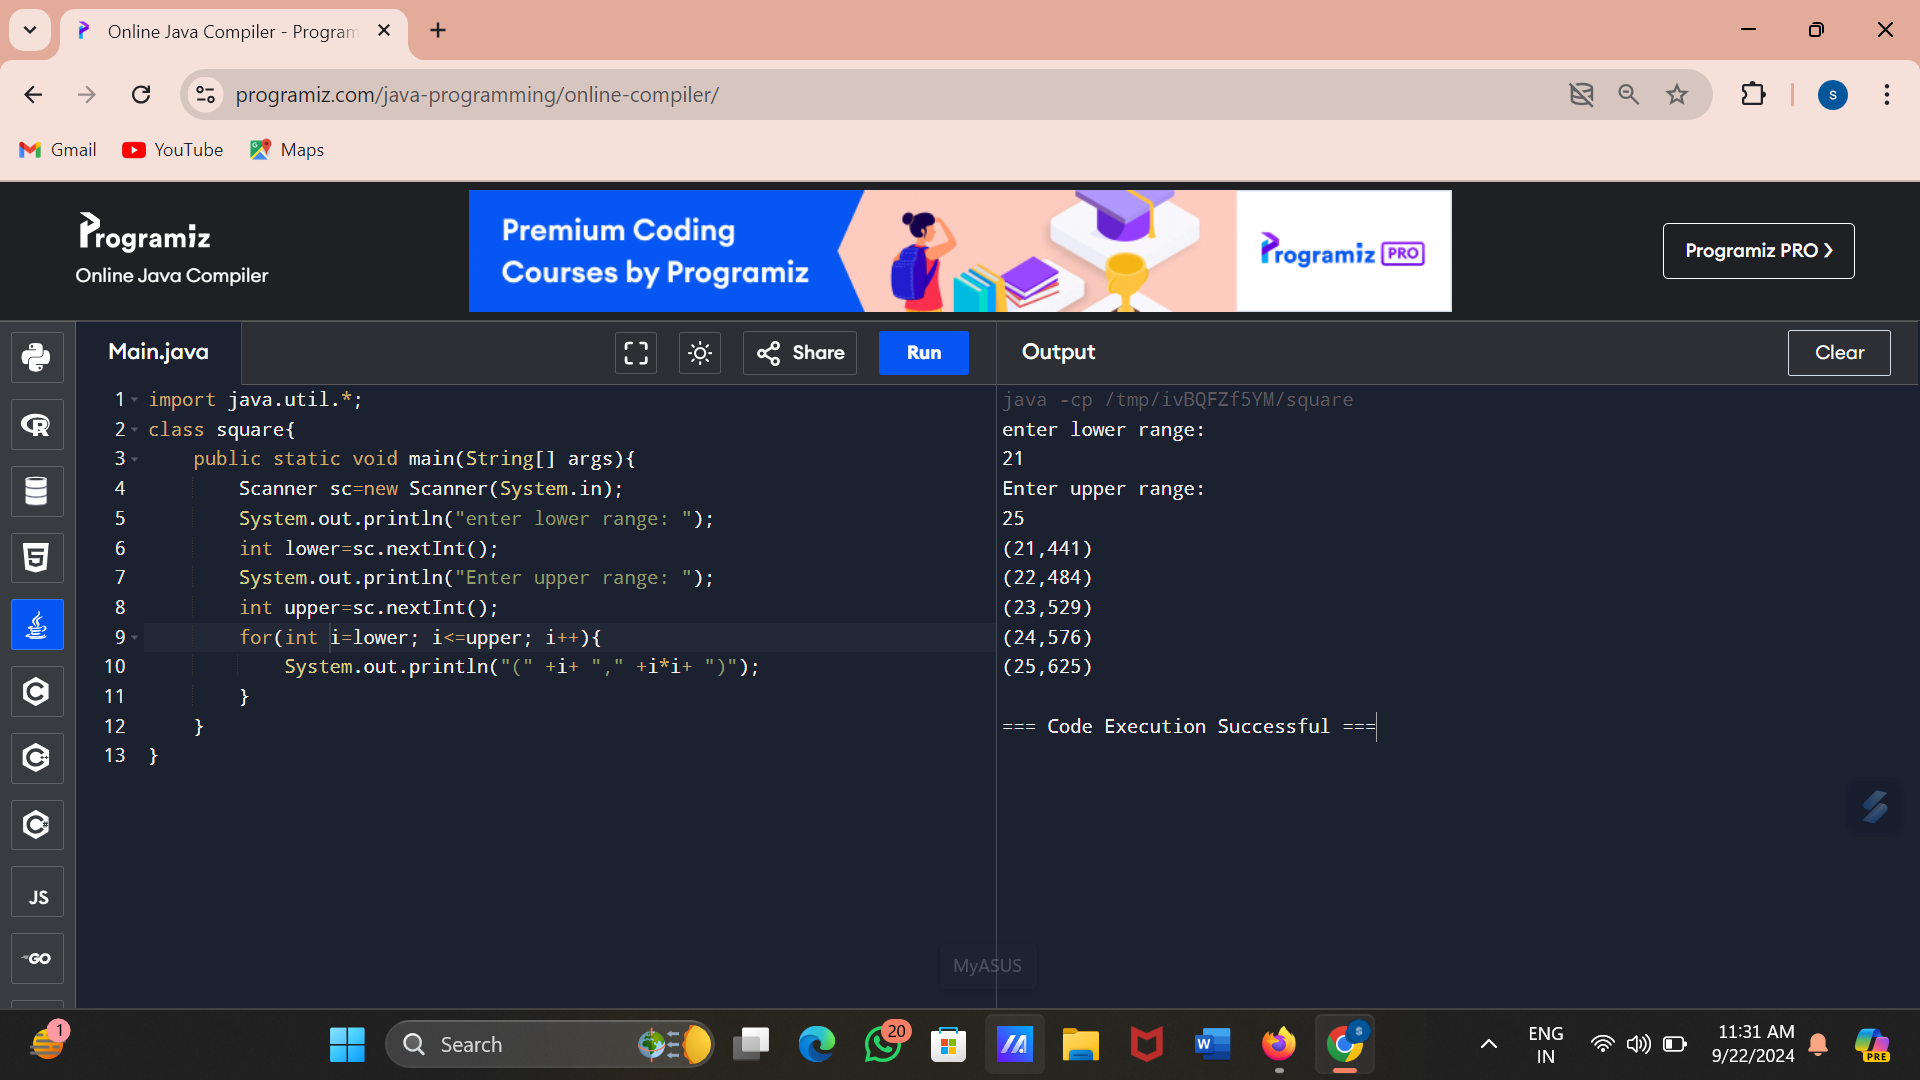 Online Java Compiler - Program
programiz.com/java-programming/online-compiler/
s
Gmail
YouTube
Maps
Programiz
Online Java Compiler
Premium Coding
Courses by Programiz
Programiz PRO
Programiz PRO ❯
Main.java
Share
Run
Output
Clear
1 import java.util.*;
2 class square{
3     public static void main(String[] args){
4         Scanner sc=new Scanner(System.in);
5         System.out.println("enter lower range: ");
6         int lower=sc.nextInt();
7         System.out.println("Enter upper range: ");
8         int upper=sc.nextInt();
9         for(int i=lower; i<=upper; i++){
10             System.out.println("(" +i+ "," +i*i+ ")");
11         }
12     }
13 }
java -cp /tmp/ivBQFZf5YM/square
enter lower range:
21
Enter upper range:
25
(21,441)
(22,484)
(23,529)
(24,576)
(25,625)
=== Code Execution Successful ===
JS
GO
MyASUS
1
Search
20
W
S
ENG
IN
11:31 AM
9/22/2024
PRE